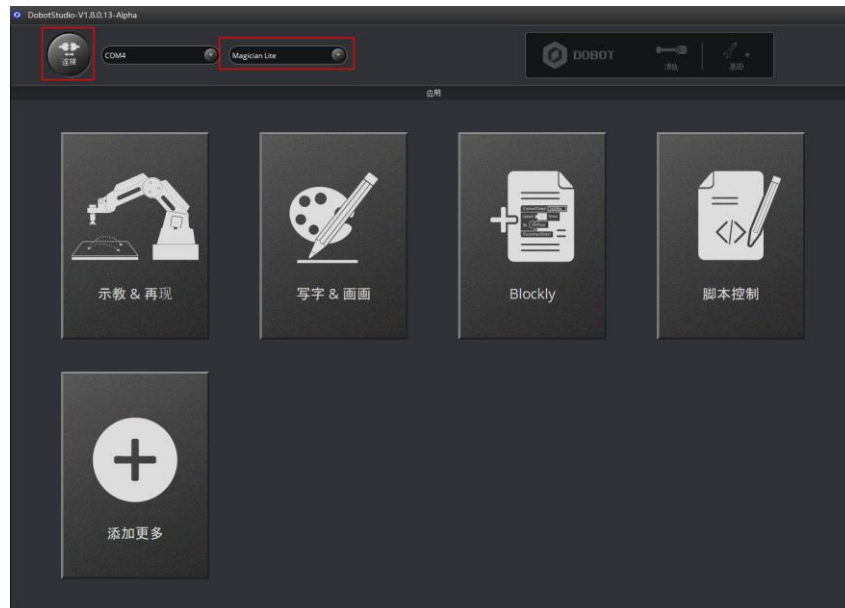 DobotStudio-V1.8.0.13-Alpha
连接
COM4
Magician Lite
DOBOT
应用
示教 & 再现
写字 & 画画
Blockly
脚本控制
添加更多